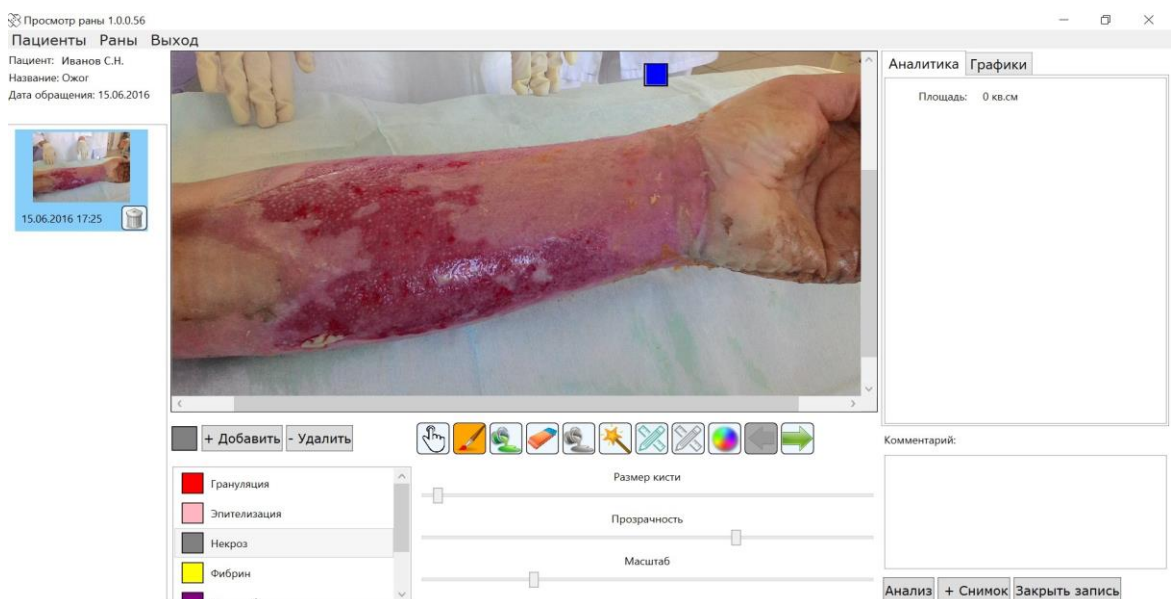 Просмотр раны 1.0.0.56
Пациенты Раны Выход
Пациент: Иванов С.Н.
Название: Ожог
Дата обращения: 15.06.2016
15.06.2016 17:25
Аналитика Графики
Площадь: 0 кв.см
+ Добавить - Удалить
Грануляция
Эпителизация
Некроз
Фибрин
Размер кисти
Прозрачность
Масштаб
Комментарий:
Анализ + Снимок Закрыть запись